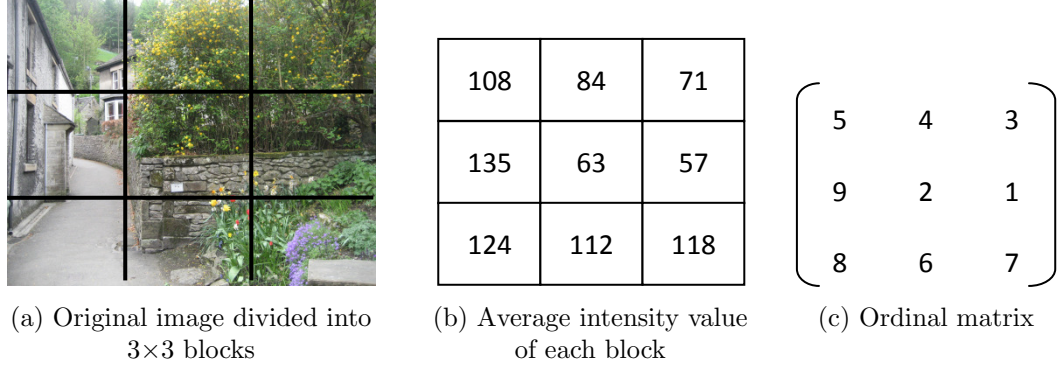 108 84 71
135 63 57
124 112 118
5 4 3
9 2 1
8 6 7
(a) Original image divided into
3×3 blocks
(b) Average intensity value
of each block
(c) Ordinal matrix